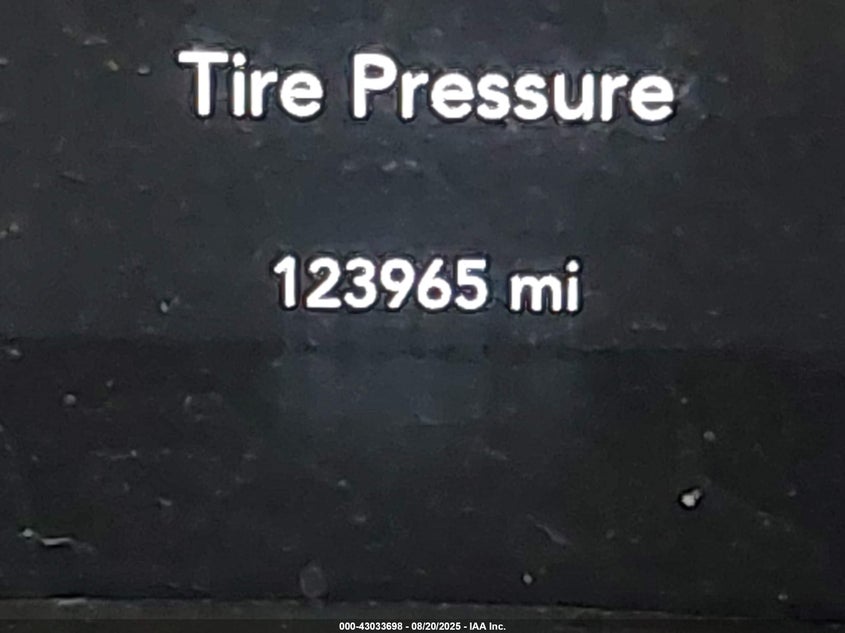 Tire Pressure
123965 mi
000-43033698 - 08/20/2025 - IAA Inc.